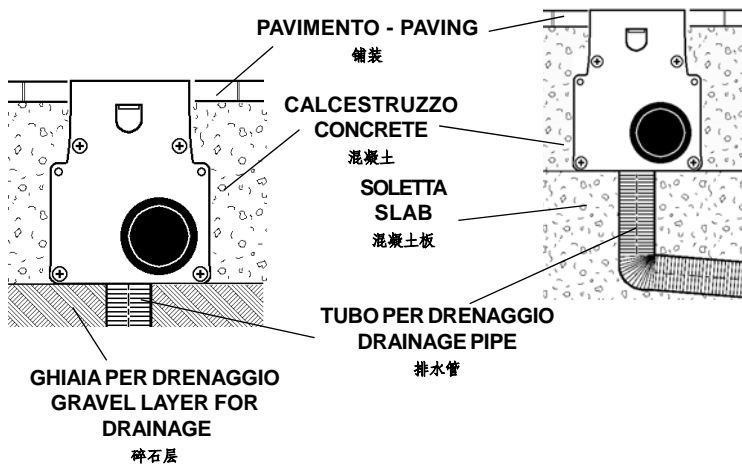 PAVIMENTO - PAVING
铺装
CALCESTRUZZO
CONCRETE
混凝土
SOLETTA
SLAB
混凝土板
TUBO PER DRENAGGIO
DRAINAGE PIPE
排水管
GHIAIA PER DRENAGGIO
GRAVEL LAYER FOR
DRAINAGE
碎石层